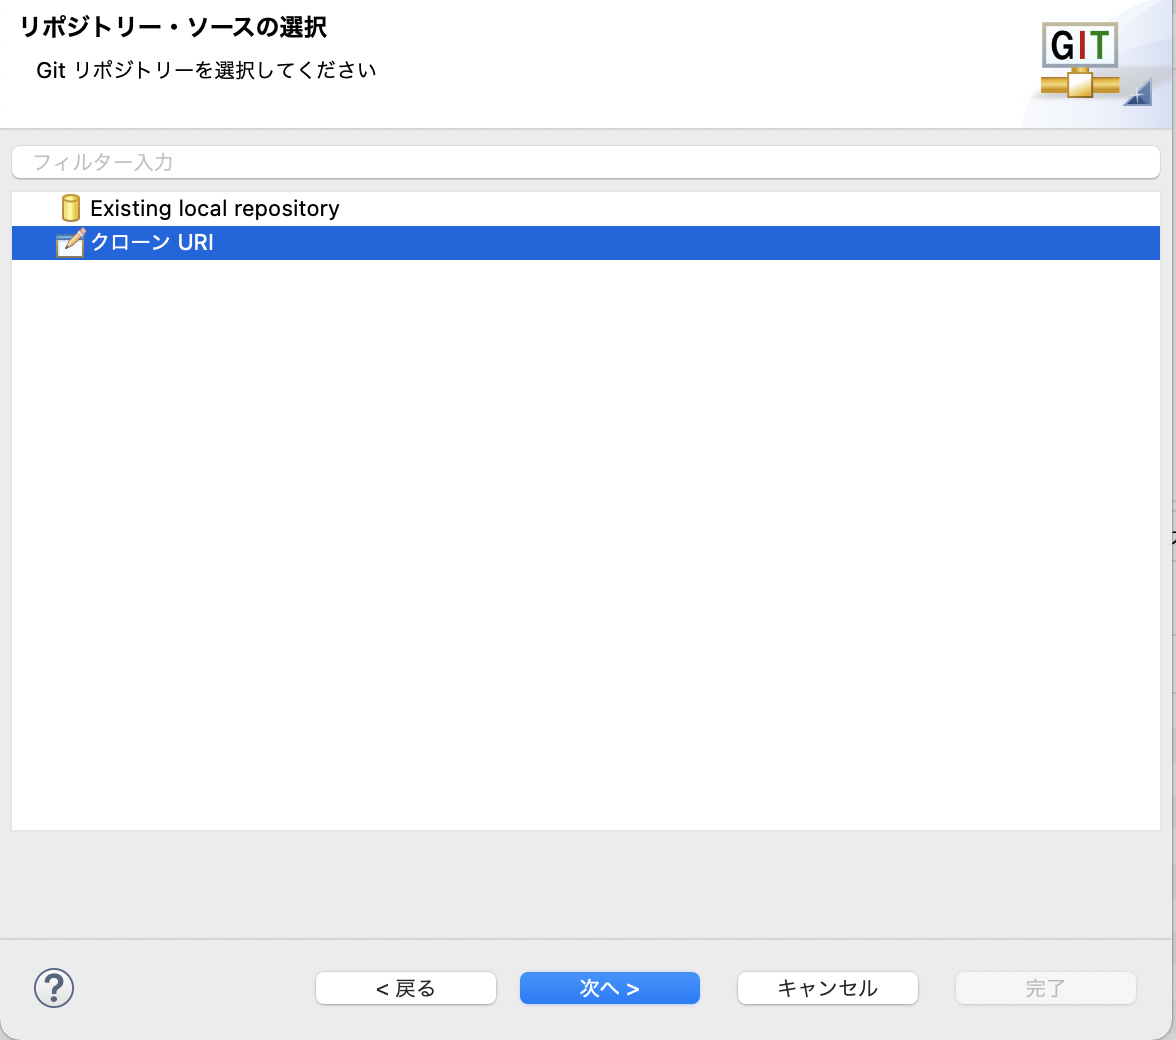 リポジトリー・ソースの選択
Git リポジトリーを選択してください
GIT
フィルター入力
Existing local repository
クローン URI
?
< 戻る
次へ >
キャンセル
完了